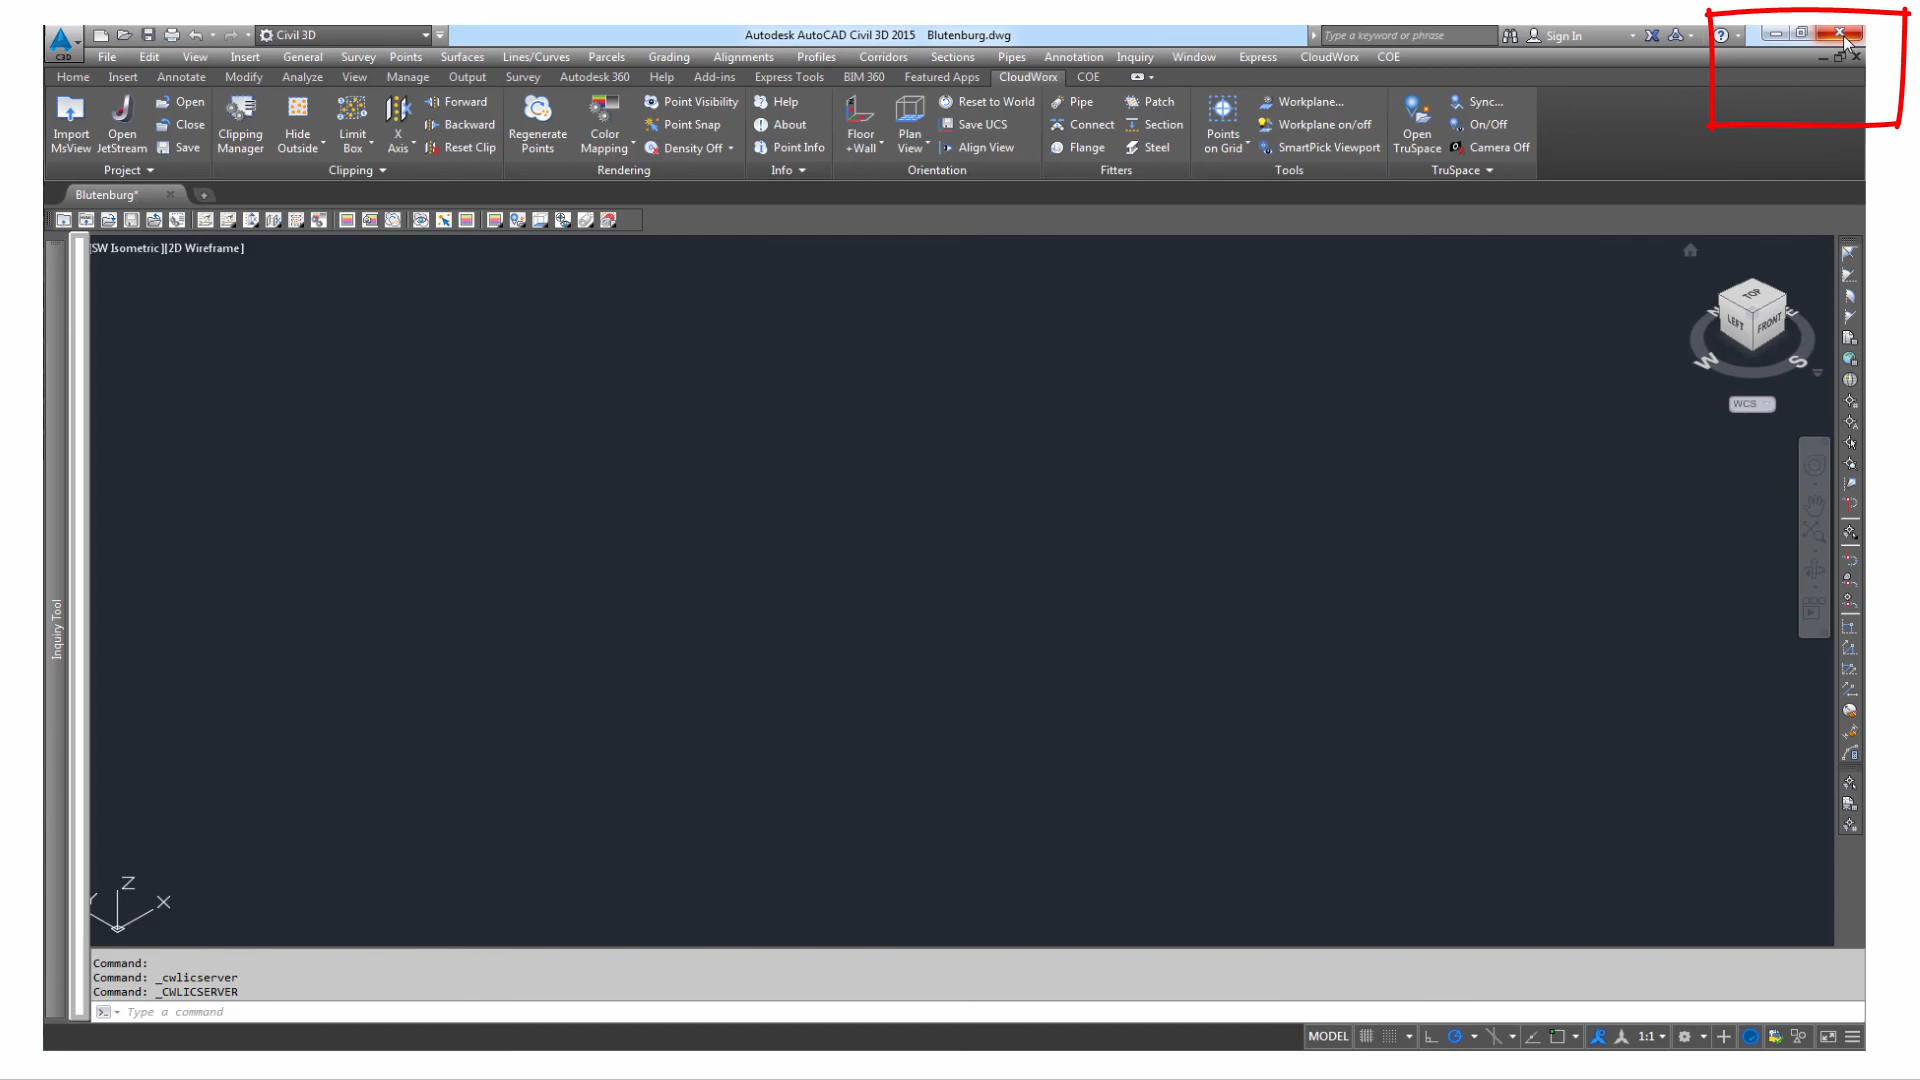 Civil 3D Autodesk AutoCAD Civil 3D 2015 Blutenburg.dwg Type a keyword or phrase Sign In
C3D File Edit View Insert General Survey Points Surfaces Lines/Curves Parcels Grading Alignments Profiles Corridors Sections Pipes Annotation Inquiry Window Express CloudWorx COE
Home Insert Annotate Modify Analyze View Manage Output Survey Autodesk 360 Help Add-ins Express Tools BIM 360 Featured Apps CloudWorx COE
Open Forward Point Visibility Help Reset to World Pipe Patch Workplane... Sync...
Import Open Close Clipping Hide Limit X Backward Regenerate Color Point Snap About Floor Plan Save UCS Connect Section Points Workplane on/off Open On/Off
MsView JetStream Save Manager Outside Box Axis Reset Clip Points Mapping Density Off Point Info +Wall View Align View Flange Steel on Grid SmartPick Viewport TruSpace Camera Off
Project Clipping Rendering Info Orientation Fitters Tools TruSpace
Blutenburg*
SW Isometric][2D Wireframe]
TOP
LEFT FRONT
W S
WCS
Inquiry Tool
Z
X
Command:
Command: _cwlicserver
Command: _CWLICSERVER
Type a command
MODEL 1:1